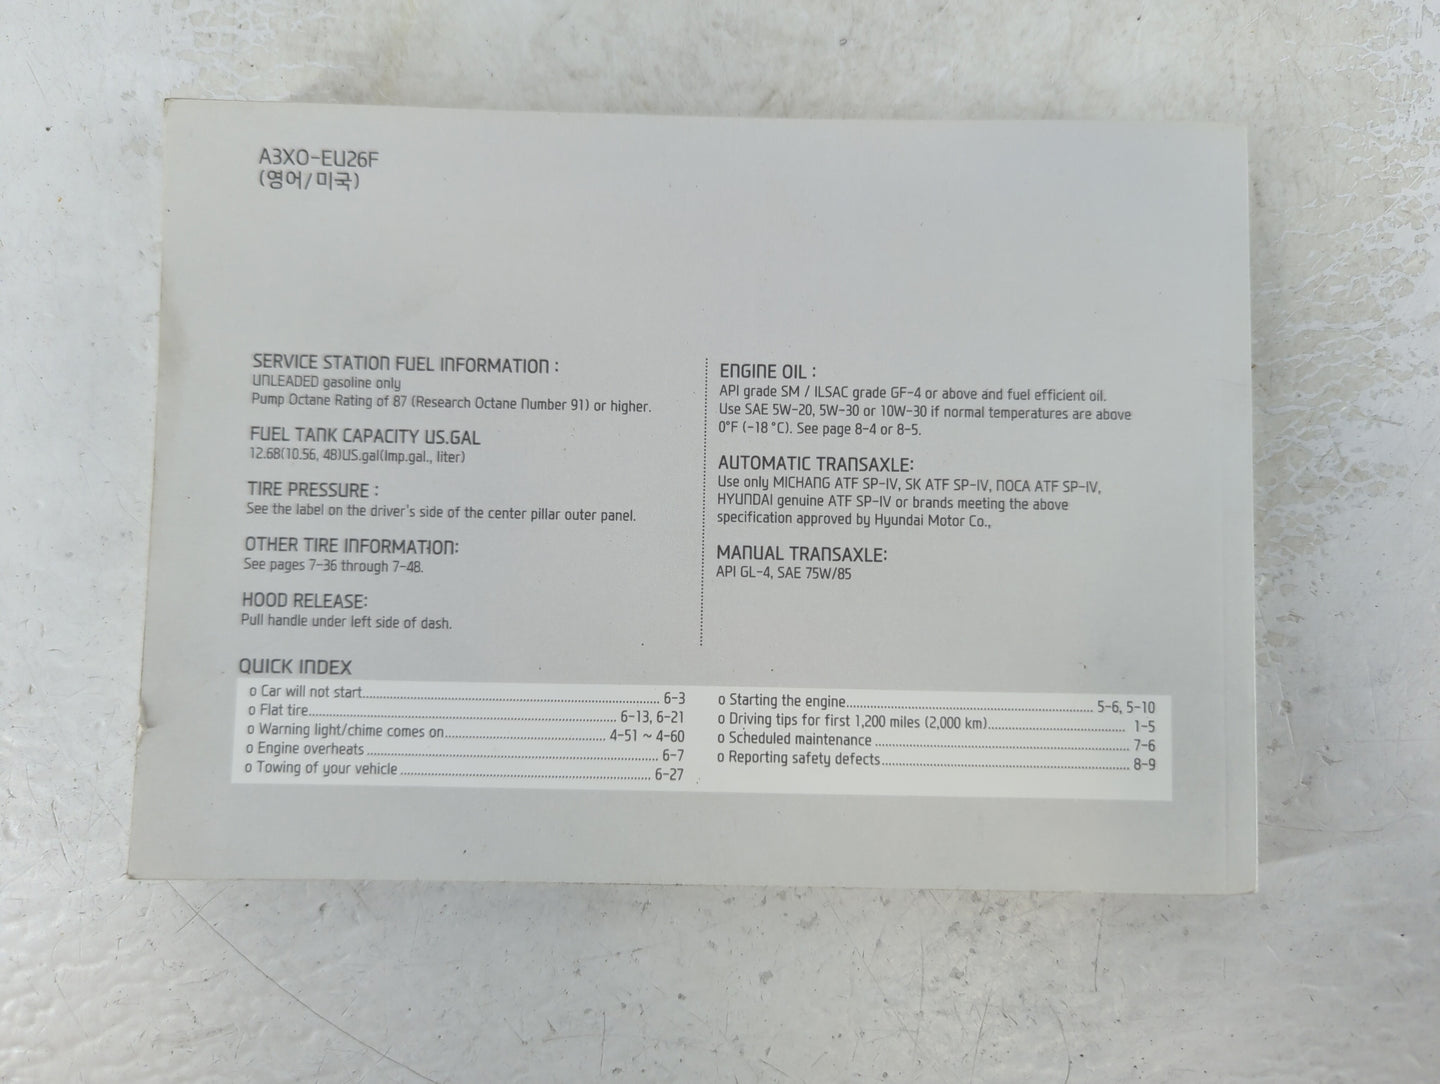 A3XO-EU26F
(영어/미국)
SERVICE STATION FUEL INFORMATION :
UNLEADED gasoline only
Pump Octane Rating of 87 (Research Octane Number 91) or higher.
FUEL TANK CAPACITY US.GAL
12.68(10.56, 48)US.gal(Imp.gal., liter)
TIRE PRESSURE :
See the label on the driver's side of the center pillar outer panel.
OTHER TIRE INFORMATION:
See pages 7-36 through 7-48.
HOOD RELEASE:
Pull handle under left side of dash.
ENGINE OIL :
API grade SM / ILSAC grade GF-4 or above and fuel efficient oil.
Use SAE 5W-20, 5W-30 or 10W-30 if normal temperatures are above
0°F (-18 °C). See page 8-4 or 8-5.
AUTOMATIC TRANSAXLE:
Use only MICHANG ATF SP-IV, SK ATF SP-IV, NOCA ATF SP-IV,
HYUNDAI genuine ATF SP-IV or brands meeting the above
specification approved by Hyundai Motor Co.,
MANUAL TRANSAXLE:
API GL-4, SAE 75W/85
QUICK INDEX
o Car will not start........ 6-3
o Flat tire........ 6-13, 6-21
o Warning light/chime comes on........ 4-51 ~ 4-60
o Engine overheats ........ 6-7
o Towing of your vehicle ........ 6-27
o Starting the engine........ 5-6, 5-10
o Driving tips for first 1,200 miles (2,000 km)........ 1-5
o Scheduled maintenance ........ 7-6
o Reporting safety defects........ 8-9